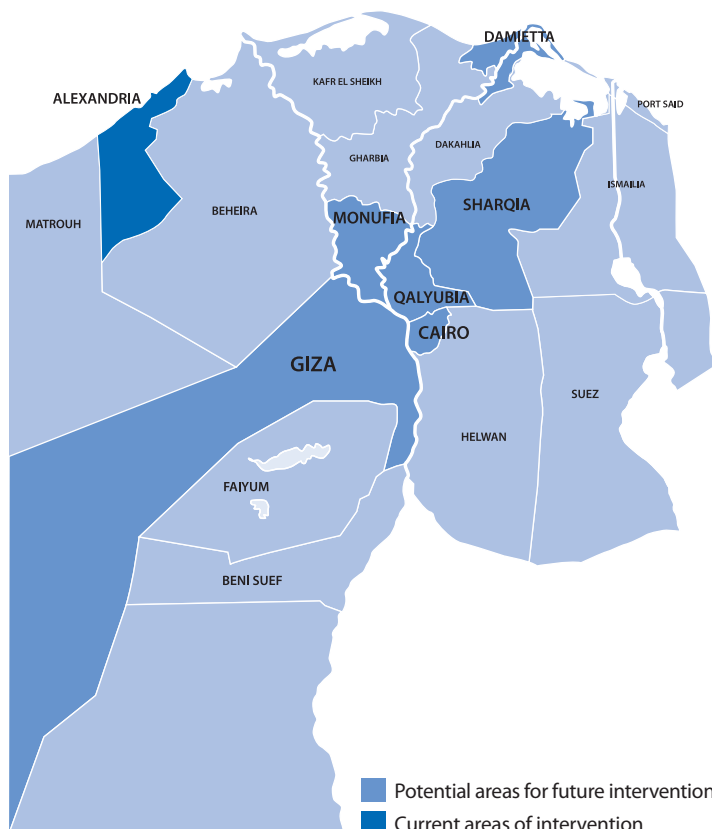 DAMIETTA
KAFR EL SHEIKH
ALEXANDRIA
PORT SAID
GHARBIA
DAKAHLIA
ISMAILIA
MATROUH
BEHEIRA
MONUFIA
SHARQIA
QALYUBIA
CAIRO
GIZA
SUEZ
HELWAN
FAIYUM
BENI SUEF
Potential areas for future intervention
Current areas of intervention